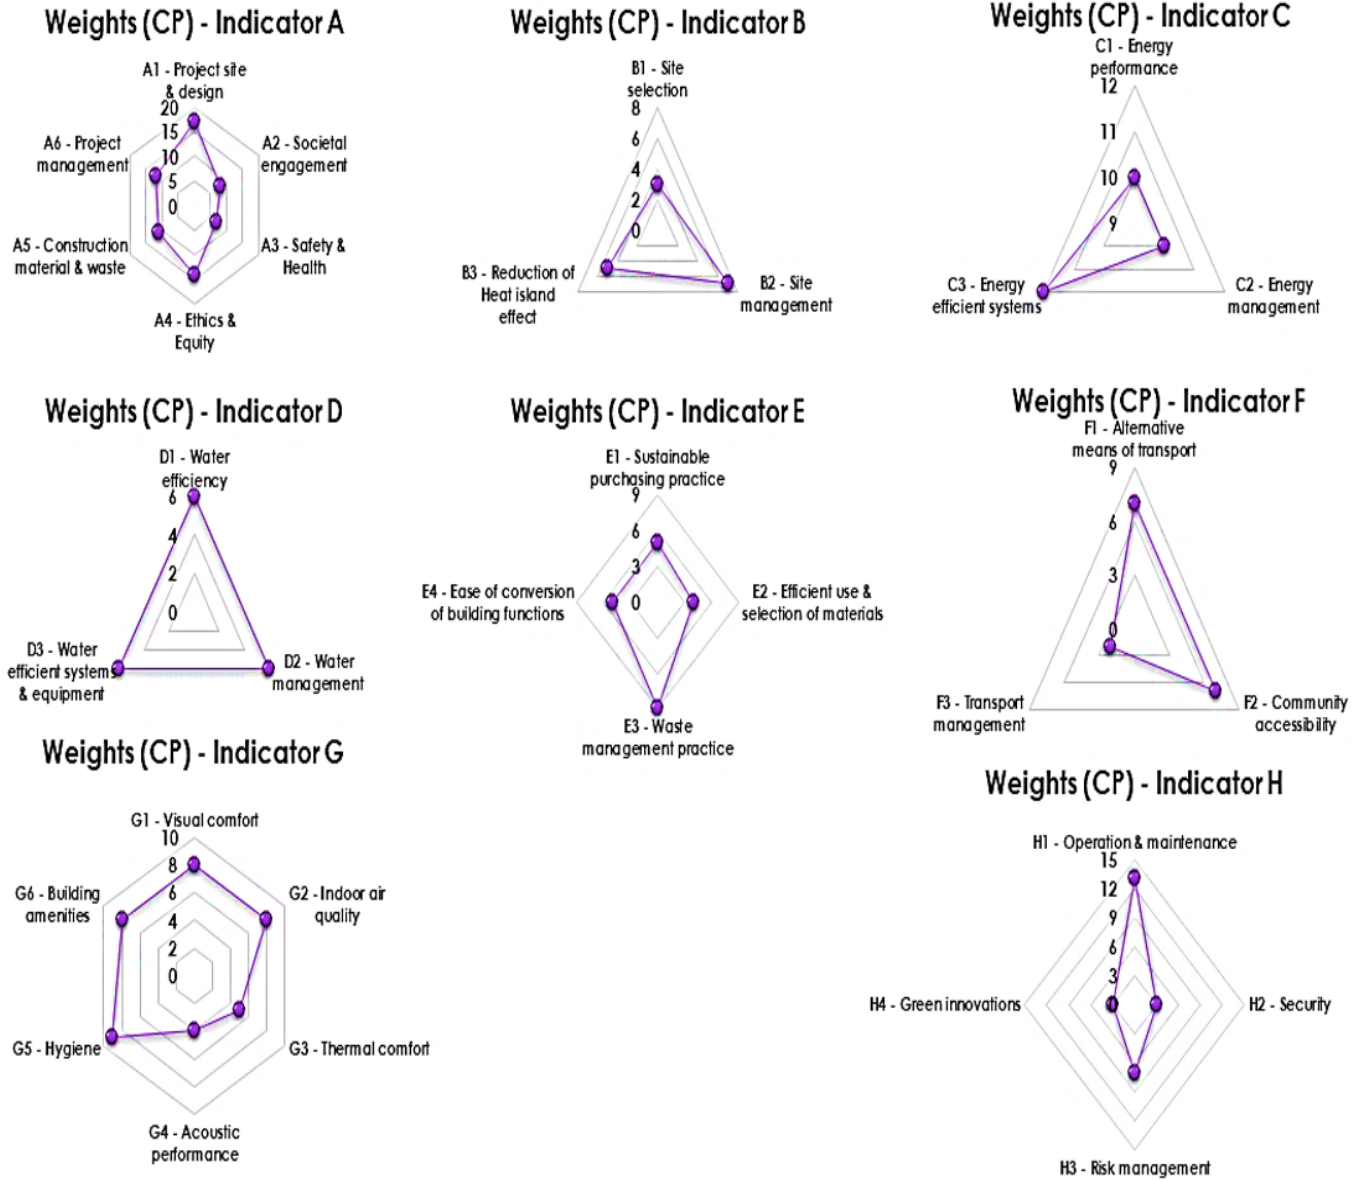 Weights (CP) - Indicator A
A1 - Project site
& design
20
15
10
5
0
A2 - Societal
engagement
A3 - Safety &
Health
A4 - Ethics &
Equity
A5 - Construction
material & waste
A6 - Project
management
Weights (CP) - Indicator B
B1 - Site
selection
8
6
4
2
0
B2 - Site
management
B3 - Reduction of
Heat island
effect
Weights (CP) - Indicator C
C1 - Energy
performance
12
11
10
9
C2 - Energy
management
C3 - Energy
efficient systems
Weights (CP) - Indicator D
D1 - Water
efficiency
6
4
2
0
D2 - Water
management
D3 - Water
efficient systems
& equipment
Weights (CP) - Indicator E
E1 - Sustainable
purchasing practice
9
6
3
0
E2 - Efficient use &
selection of materials
E3 - Waste
management practice
E4 - Ease of conversion
of building functions
Weights (CP) - Indicator F
F1 - Alternative
means of transport
9
6
3
0
F2 - Community
accessibility
F3 - Transport
management
Weights (CP) - Indicator G
G1 - Visual comfort
10
8
6
4
2
0
G2 - Indoor air
quality
G3 - Thermal comfort
G4 - Acoustic
performance
G5 - Hygiene
G6 - Building
amenities
Weights (CP) - Indicator H
H1 - Operation & maintenance
15
12
9
6
3
0
H2 - Security
H3 - Risk management
H4 - Green innovations